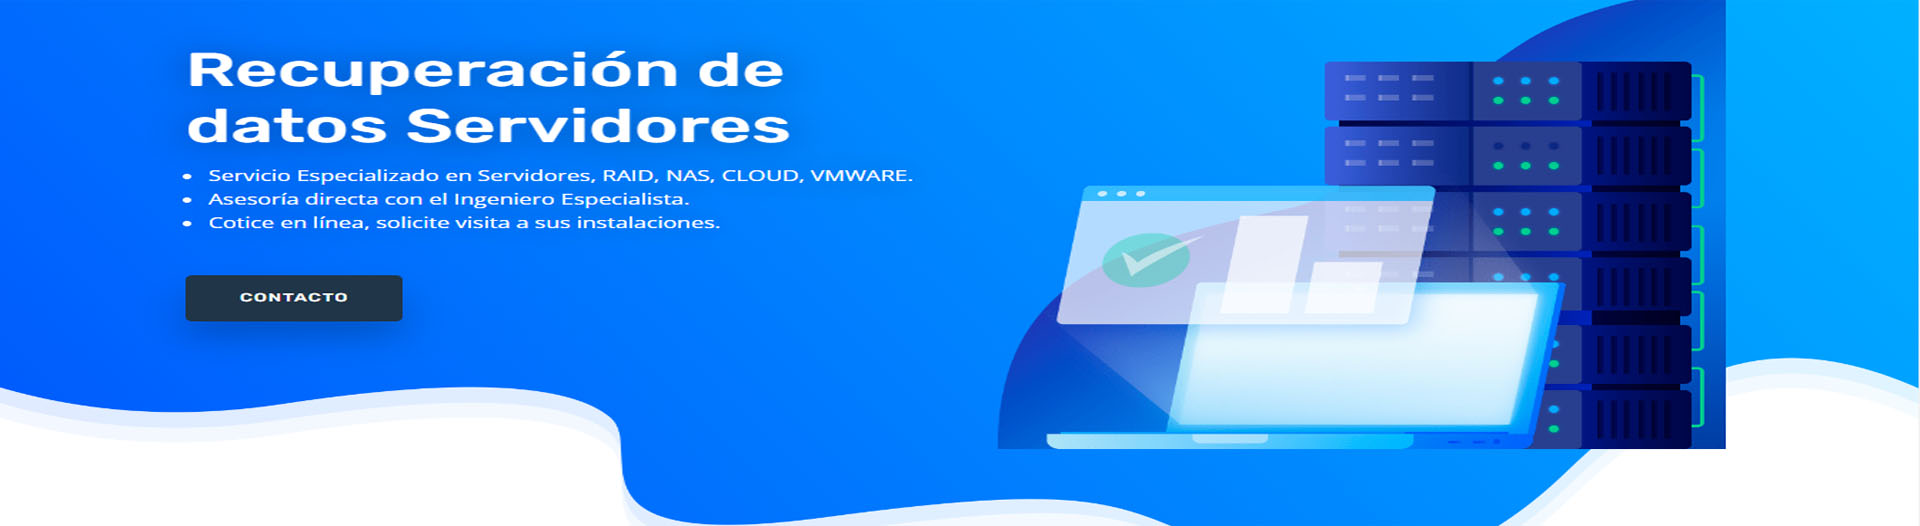 Recuperación de
datos Servidores
• Servicio Especializado en Servidores, RAID, NAS, CLOUD, VMWARE.
• Asesoría directa con el Ingeniero Especialista.
• Cotice en línea, solicite visita a sus instalaciones.
CONTACTO